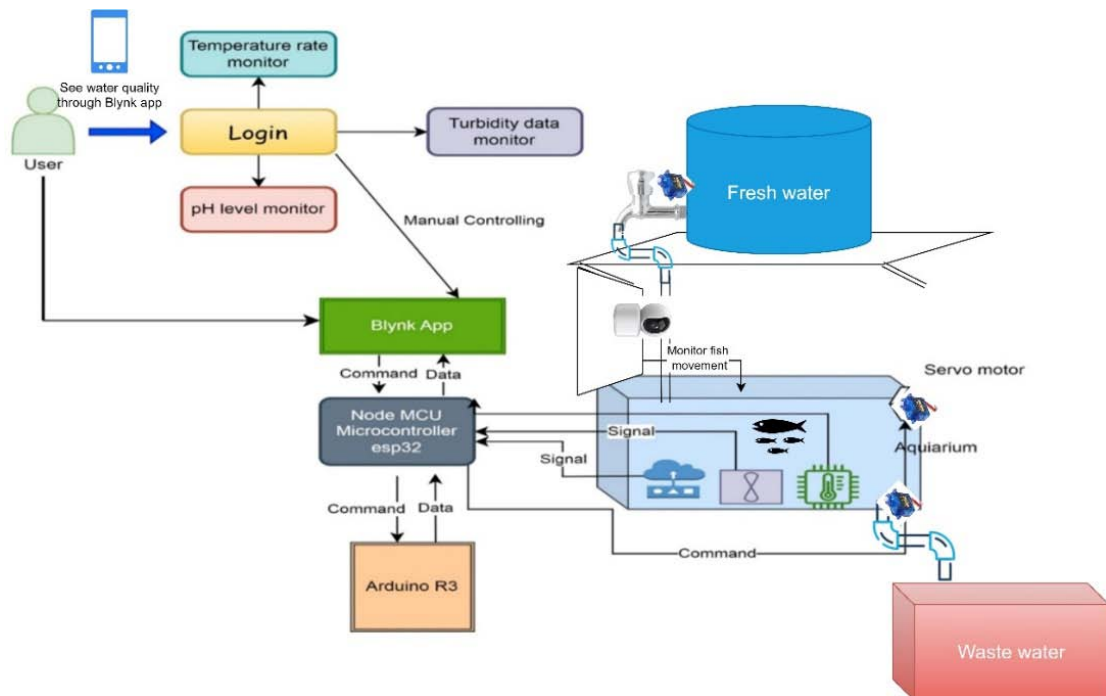 Temperature rate
monitor
See water quality
through Blynk app
Login
Turbidity data
monitor
User
pH level monitor
Manual Controlling
Fresh water
Blynk App
Monitor fish
movement
Command
Data
Servo motor
Node MCU
Microcontroller
esp32
Signal
Signal
Aquiarium
Command
Data
Command
Arduino R3
Waste water